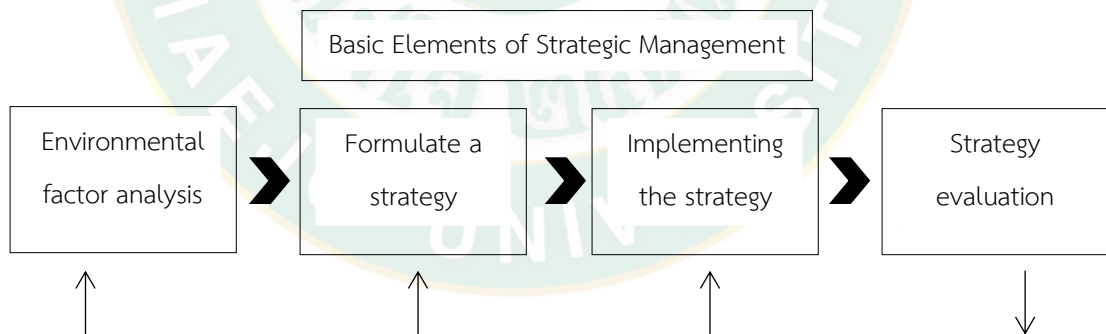 Basic Elements of Strategic Management
Environmental
factor analysis
Formulate a
strategy
Implementing
the strategy
Strategy
evaluation